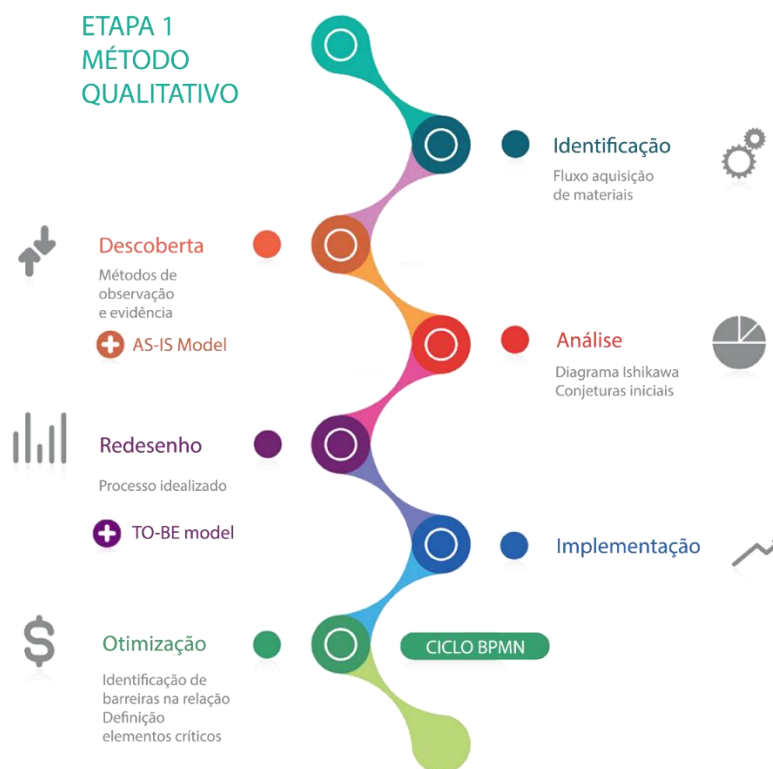 ETAPA 1
MÉTODO
QUALITATIVO
Identificação
Fluxo aquisição
de materiais
Descoberta
Métodos de
observação
e evidência
AS-IS Model
Análise
Diagrama Ishikawa
Conjeturas iniciais
Redesenho
Processo idealizado
TO-BE model
Implementação
Otimização
CICLO BPMN
Identificação de
barreiras na relação
Definição
elementos críticos